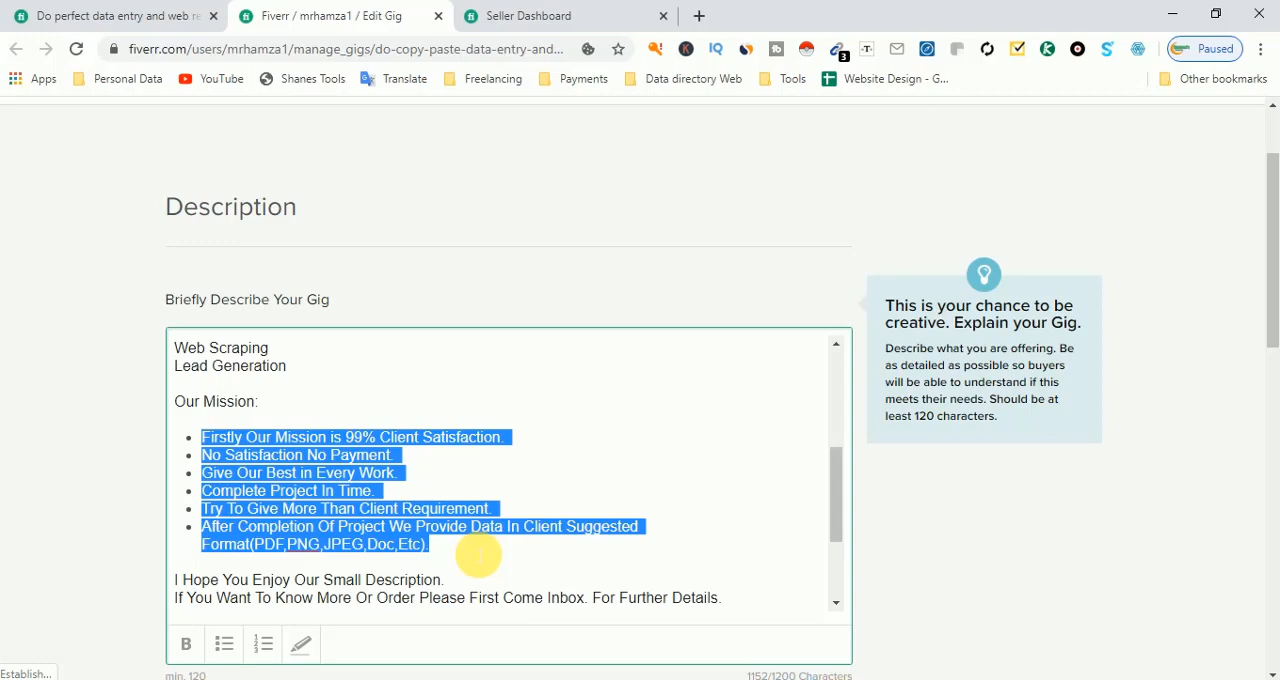 Do perfect data entry and web re
Fiverr / mrhamza1 / Edit Gig
Seller Dashboard
fiverr.com/users/mrhamza1/manage_gigs/do-copy-paste-data-entry-and...
IQ
3
Paused
Apps
Personal Data
YouTube
Shanes Tools
Translate
Freelancing
Payments
Data directory Web
Tools
Website Design - G...
Other bookmarks
Description
Briefly Describe Your Gig
Web Scraping
Lead Generation
Our Mission:
Firstly Our Mission is 99% Client Satisfaction.
No Satisfaction No Payment.
Give Our Best in Every Work.
Complete Project In Time.
Try To Give More Than Client Requirement.
After Completion Of Project We Provide Data In Client Suggested
Format(PDF,PNG,JPEG,Doc,Etc).
I Hope You Enjoy Our Small Description.
If You Want To Know More Or Order Please First Come Inbox. For Further Details.
B
min. 120
1152/1200 Characters
This is your chance to be
creative. Explain your Gig.
Describe what you are offering. Be
as detailed as possible so buyers
will be able to understand if this
meets their needs. Should be at
least 120 characters.
Establish...